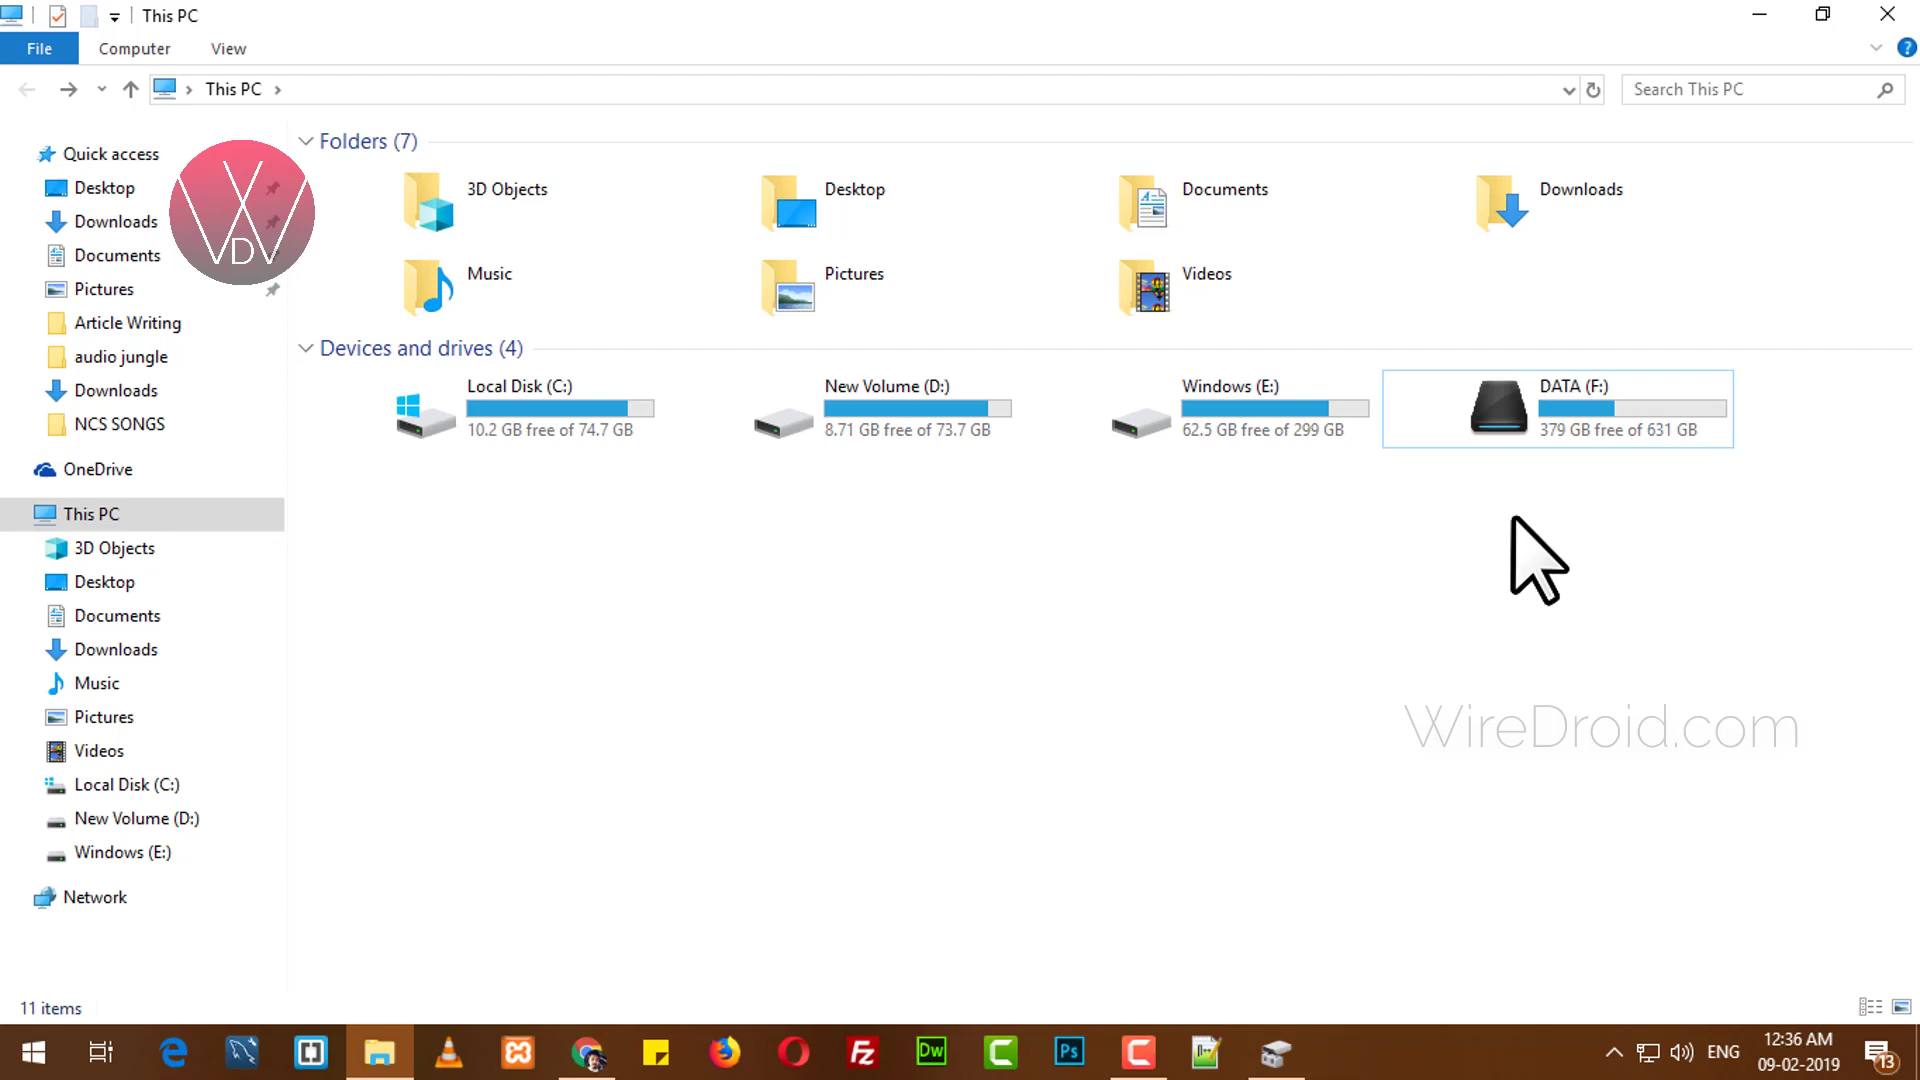 This PC
File Computer View
This PC
Search This PC
Quick access
Desktop
Downloads
Documents
Pictures
Article Writing
audio jungle
Downloads
NCS SONGS
OneDrive
This PC
3D Objects
Desktop
Documents
Downloads
Music
Pictures
Videos
Local Disk (C:)
New Volume (D:)
Windows (E:)
Network
WDV
Folders (7)
3D Objects
Desktop
Documents
Downloads
Music
Pictures
Videos
Devices and drives (4)
Local Disk (C:)
10.2 GB free of 74.7 GB
New Volume (D:)
8.71 GB free of 73.7 GB
Windows (E:)
62.5 GB free of 299 GB
DATA (F:)
379 GB free of 631 GB
WireDroid.com
11 items
Fz
Dw
Ps
ENG
12:36 AM
09-02-2019
13